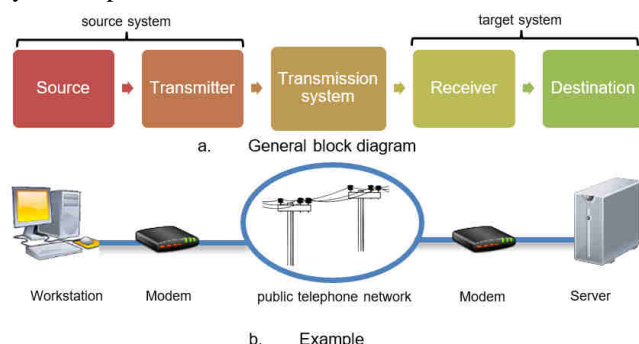 source system
target system
Source
Transmitter
Transmission
system
Receiver
Destination
a. General block diagram
Workstation
Modem
public telephone network
Modem
Server
b. Example